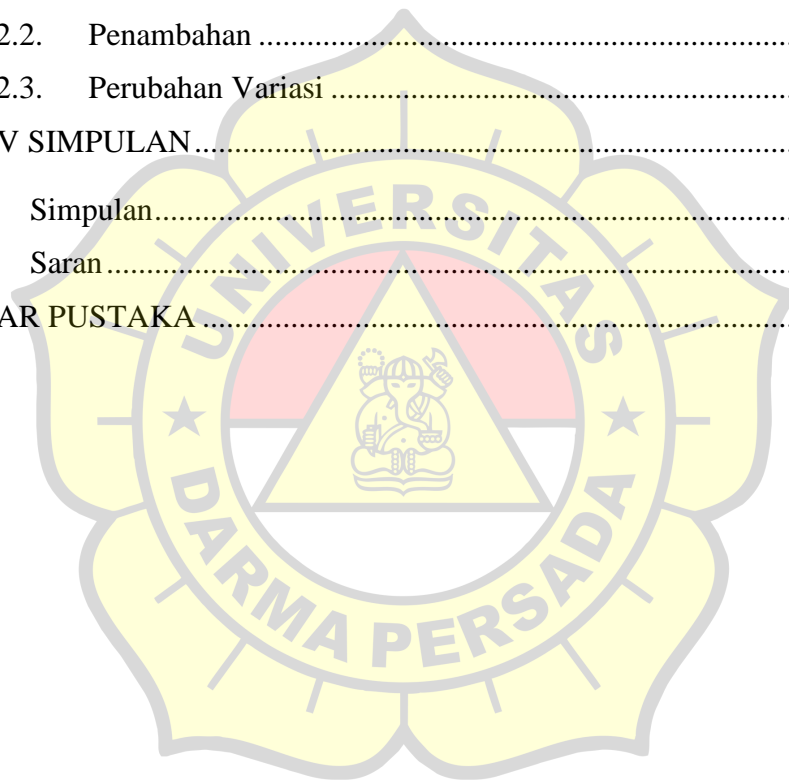 2.2. Penambahan ........................................................................
2.3. Perubahan Variasi ...............................................................
V SIMPULAN ...............................................................................
Simpulan ....................................................................................
Saran ..........................................................................................
AR PUSTAKA ..............................................................................
UNIVERSITAS
DARMA PERSADA